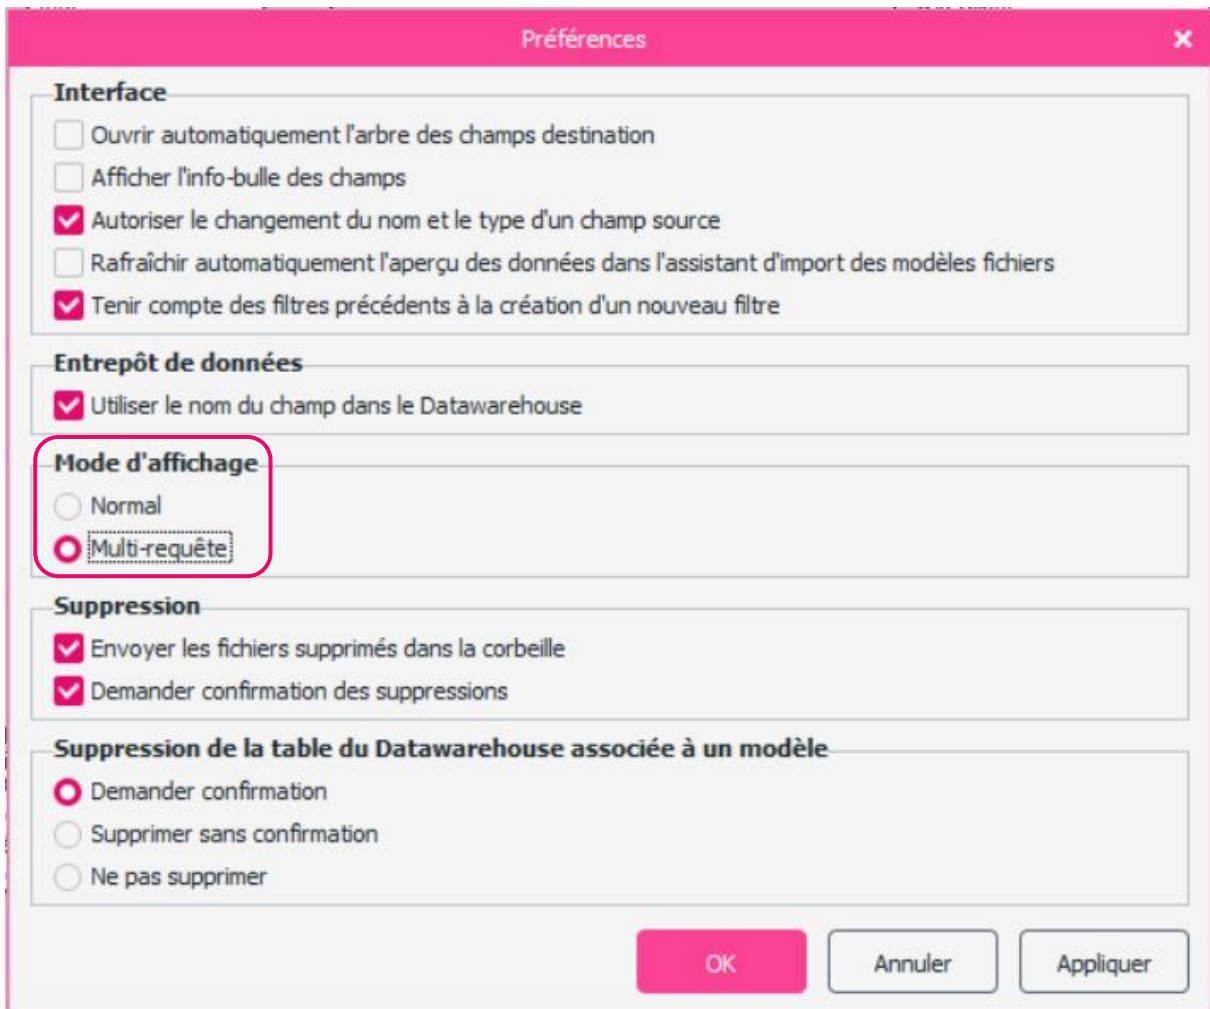 Préférences
Interface
Ouvrir automatiquement l'arbre des champs destination
Afficher l'info-bulle des champs
Autoriser le changement du nom et le type d'un champ source
Rafraîchir automatiquement l'aperçu des données dans l'assistant d'import des modèles fichiers
Tenir compte des filtres précédents à la création d'un nouveau filtre
Entrepôt de données
Utiliser le nom du champ dans le Datawarehouse
Mode d'affichage
Normal
Multi-requête
Suppression
Envoyer les fichiers supprimés dans la corbeille
Demander confirmation des suppressions
Suppression de la table du Datawarehouse associée à un modèle
Demander confirmation
Supprimer sans confirmation
Ne pas supprimer
OK Annuler Appliquer